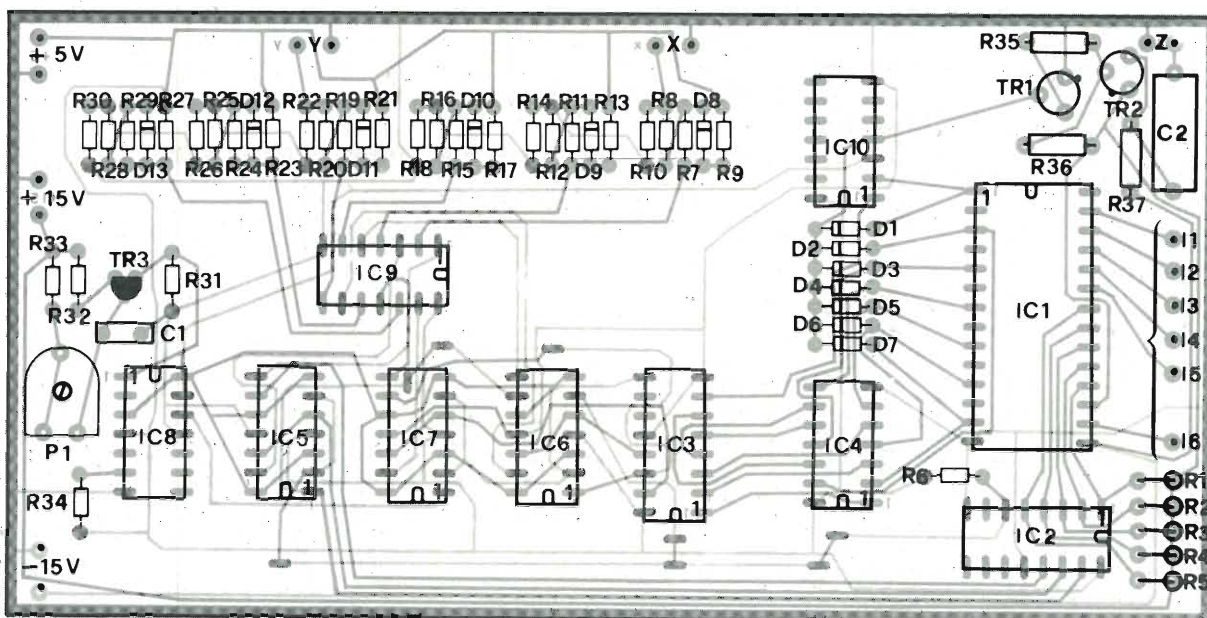 + 5V
Y Y
X X
R35
Z
TR1
TR2
C2
R30 R29 R27 R25 D12 R22 R19 R21 R16 D10 R14 R11 R13 R8 D8
R28 D13 R26 R24 R23 R20 D11 R18 R15 R17 R12 D9 R10 R7 R9
IC10
1
R36
R37
+ 15V
1
IC1
D1
D2
D3
D4
D5
D6
D7
I1
I2
I3
I4
I5
I6
R33
TR3
R31
R32
C1
IC9
1
P1
1
IC8
IC5
1
IC7
1
IC6
1
IC3
1
IC4
1
R6
R34
IC2
1
R1
R2
R3
R4
R5
−15V